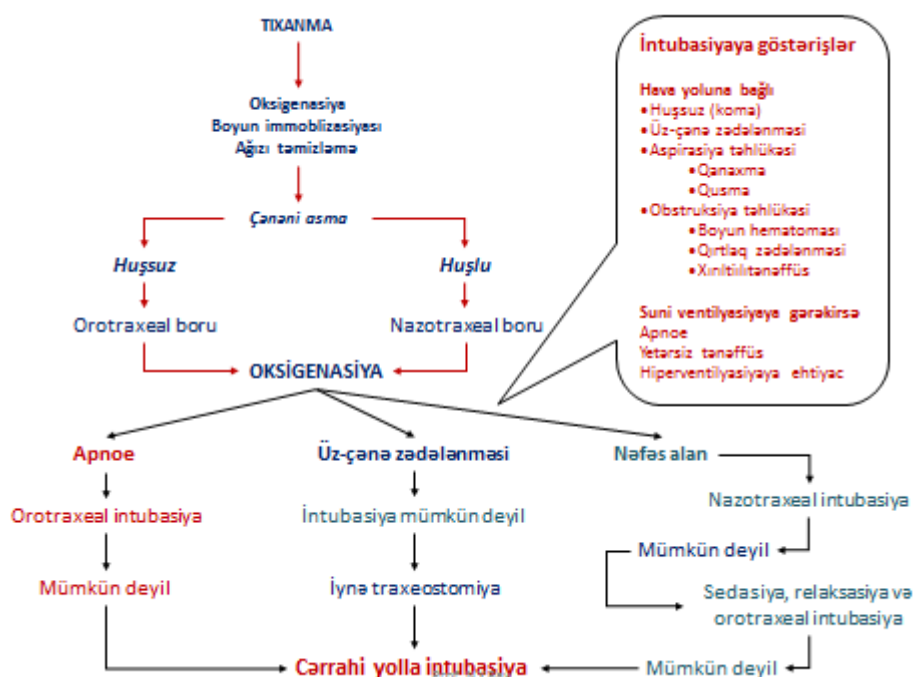 TIXANMA
Oksigenasiya
Boyun immoblizasiyası
Ağızı təmizləmə
Çənəni asma
Huşsuz
Huşlu
Orotraxeal boru
Nazotraxeal boru
OKSİGENASİYA
İntubasiyaya göstərişlər
Hava yoluna bağlı
•Huşsuz (koma)
•Üz-çənə zədələnməsi
•Aspirasiya təhlükəsi
•Qanaxma
•Qusma
•Obstruksiya təhlükəsi
•Boyun hematoması
•Qırtlaq zədələnməsi
•Xırıltılıtənəffüs
Suni ventilyasiyaya gərəkirsə
Apnoe
Yetərsiz tənəffüs
Hiperventilyasiyaya ehtiyac
Apnoe
Orotraxeal intubasiya
Mümkün deyil
Üz-çənə zədələnməsi
İntubasiya mümkün deyil
İynə traxeostomiya
Nəfəs alan
Nazotraxeal intubasiya
Mümkün deyil
Sedasiya, relaksasiya və
orotraxeal intubasiya
Mümkün deyil
Cərrahi yolla intubasiya